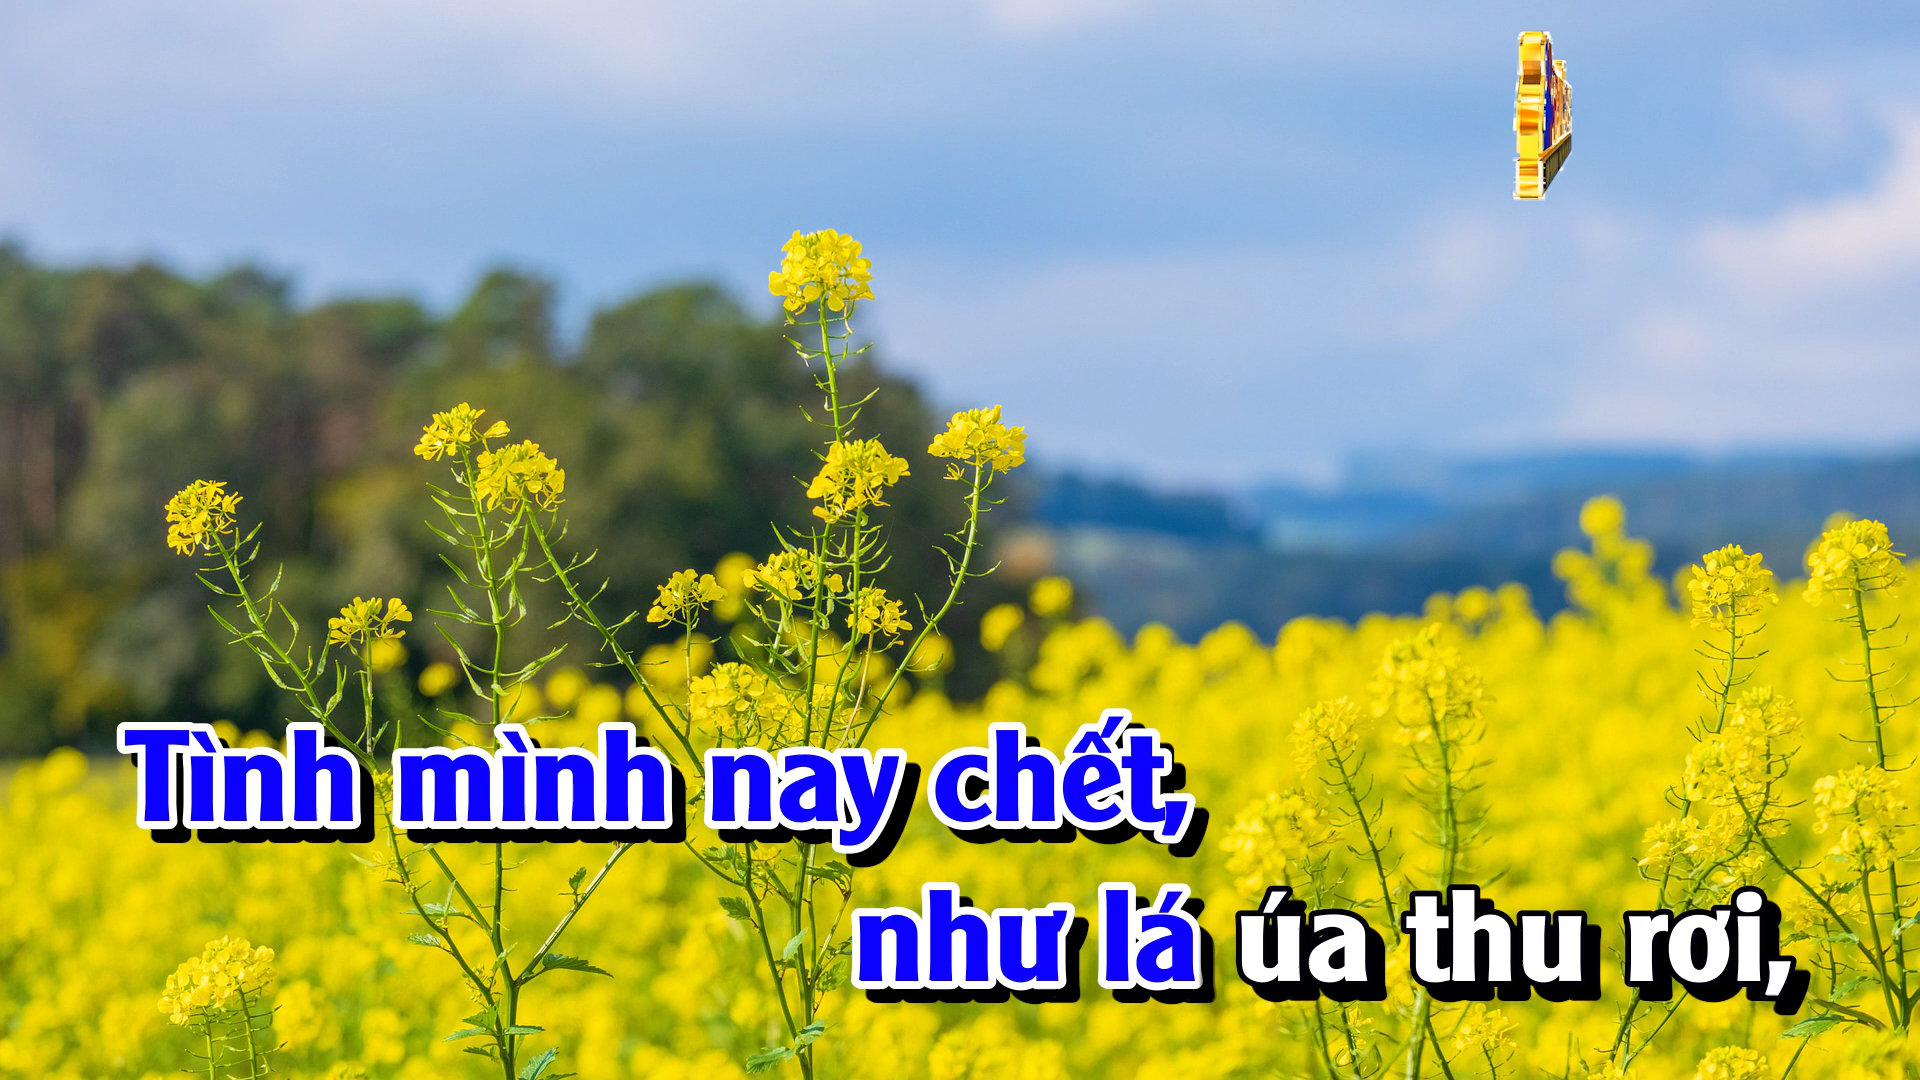 Tình mình nay chết,
như lá úa thu rơi,